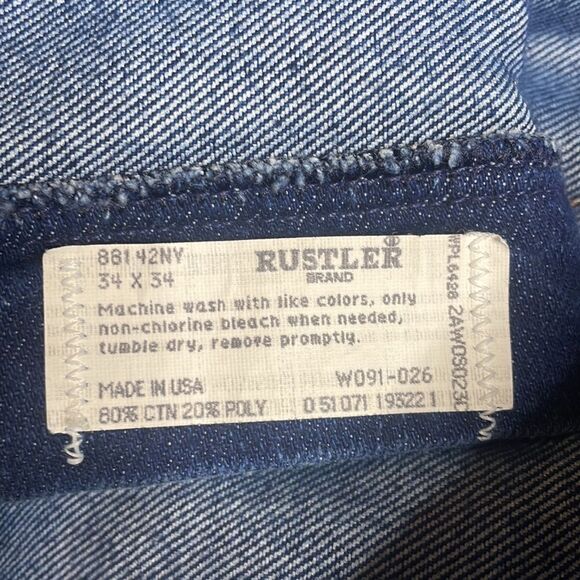 88142NV
34 X 34
RUSTLER®
BRAND
Machine wash with like colors, only
non-chlorine bleach when needed,
tumble dry, remove promptly.
MADE IN USA
W091-026
80% CTN 20% POLY
0 51071 19322 1
WPL6428